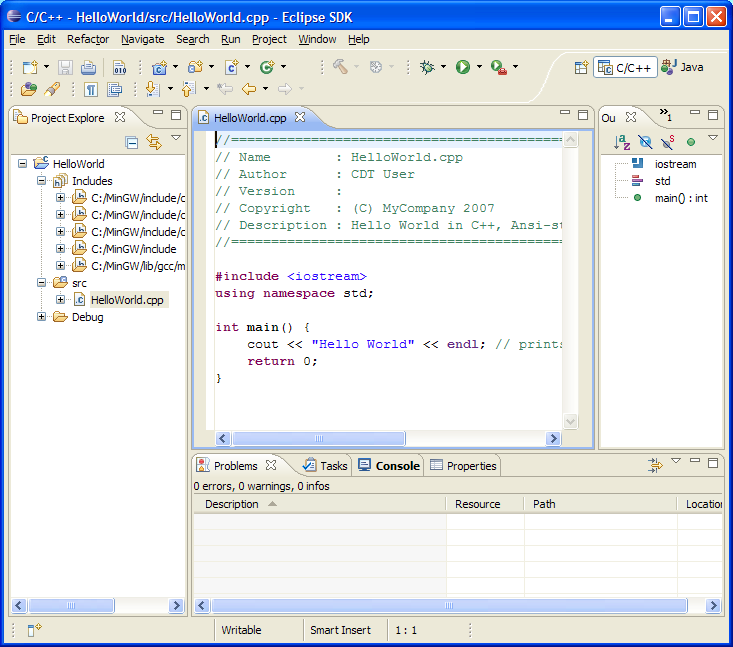 C/C++ - HelloWorld/src/HelloWorld.cpp - Eclipse SDK
File Edit Refactor Navigate Search Run Project Window Help
010
C/C++ Java
Project Explore
HelloWorld
Includes
C:/MinGW/include/c
C:/MinGW/include/c
C:/MinGW/include/c
C:/MinGW/include
C:/MinGW/lib/gcc/m
src
HelloWorld.cpp
Debug
HelloWorld.cpp
//==========================================
// Name        : HelloWorld.cpp
// Author      : CDT User
// Version     :
// Copyright   : (C) MyCompany 2007
// Description : Hello World in C++, Ansi-st
//==========================================
#include <iostream>
using namespace std;
int main() {
    cout << "Hello World" << endl; // prints
    return 0;
}
Ou
»1
iostream
std
main() : int
Problems Tasks Console Properties
0 errors, 0 warnings, 0 infos
Description Resource Path Location
Writable Smart Insert 1 : 1